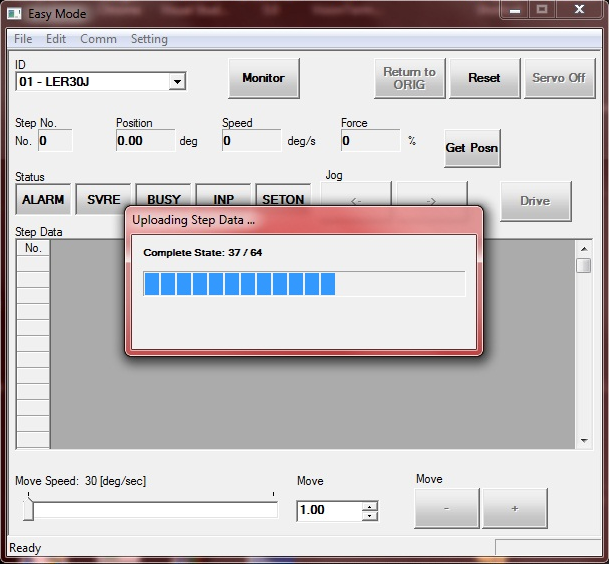 Easy Mode
File Edit Comm Setting
ID
01 - LER30J
Monitor
Return to
ORIG
Reset
Servo Off
Step No. Position Speed Force
No. 0 0.00 deg 0 deg/s 0 %
Get Posn
Status
Jog
ALARM SVRE BUSY INP SETON <- -> Drive
Uploading Step Data ...
Step Data
No.
Complete State: 37 / 64
Move Speed: 30 [deg/sec] Move Move
1.00 - +
Ready